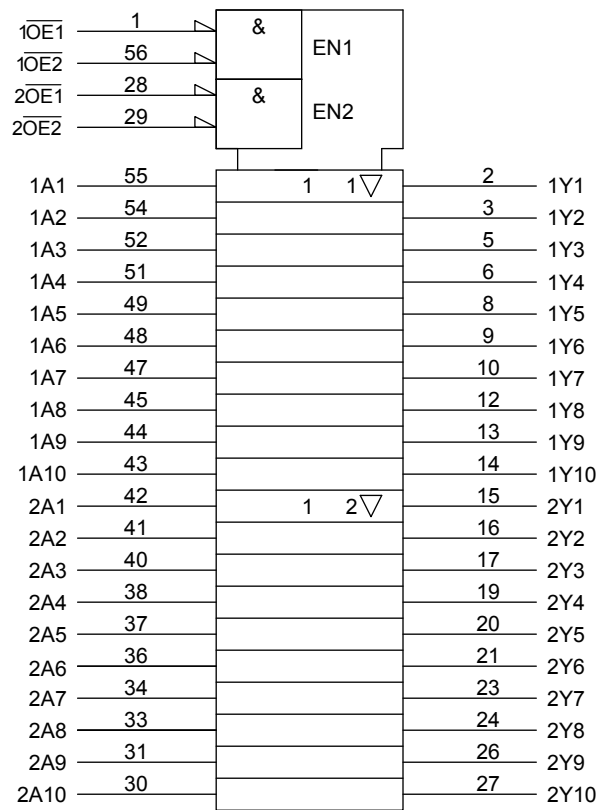 1OE1 1 & EN1
1OE2 56
2OE1 28 & EN2
2OE2 29
1A1 55 1 1▽ 2 1Y1
1A2 54 3 1Y2
1A3 52 5 1Y3
1A4 51 6 1Y4
1A5 49 8 1Y5
1A6 48 9 1Y6
1A7 47 10 1Y7
1A8 45 12 1Y8
1A9 44 13 1Y9
1A10 43 14 1Y10
2A1 42 1 2▽ 15 2Y1
2A2 41 16 2Y2
2A3 40 17 2Y3
2A4 38 19 2Y4
2A5 37 20 2Y5
2A6 36 21 2Y6
2A7 34 23 2Y7
2A8 33 24 2Y8
2A9 31 26 2Y9
2A10 30 27 2Y10